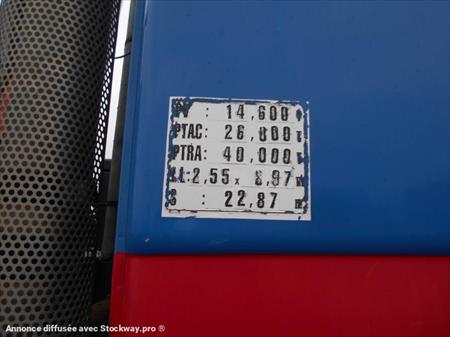 PV : 14,600
PTAC: 26,000 t
PTRA: 40,000 t
2,55 x 8,97 m
S : 22,87 m
Annonce diffusée avec Stockway.pro ®